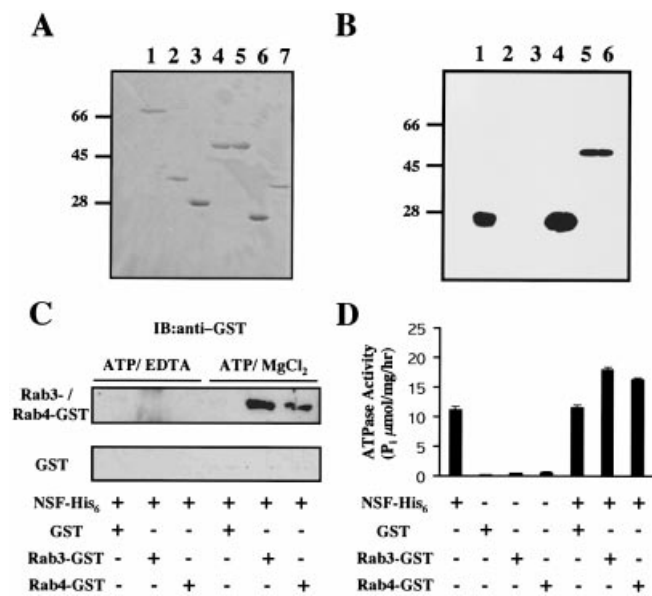 A
1 2 3 4 5 6 7
66
45
28
B
1 2 3 4 5 6
66
45
28
C
IB:anti–GST
ATP/ EDTA ATP/ MgCl₂
Rab3- /
Rab4-GST
GST
NSF-His₆ + + + + + +
GST + - - + - -
Rab3-GST - + - - + -
Rab4-GST - - + - - +
D
ATPase Activity
(Pᵢ µmol/mg/hr)
25
20
15
10
5
0
NSF-His₆ + - - - + + +
GST - + - - + - -
Rab3-GST - - + - - + -
Rab4-GST - - - + - - +